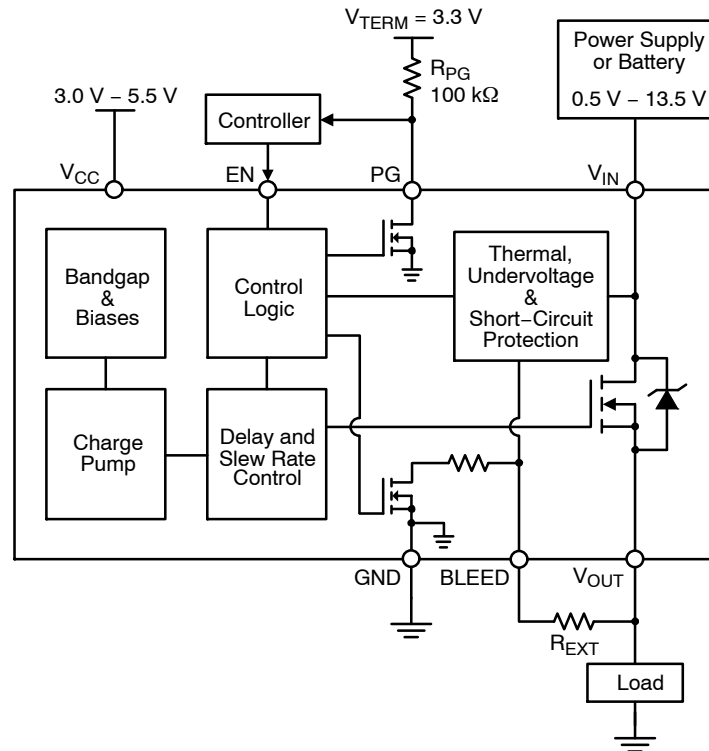 V_TERM = 3.3 V
R_PG
100 kΩ
Power Supply
or Battery
0.5 V − 13.5 V
3.0 V − 5.5 V
Controller
V_CC
EN
PG
V_IN
Bandgap
&
Biases
Control
Logic
Thermal,
Undervoltage
&
Short−Circuit
Protection
Charge
Pump
Delay and
Slew Rate
Control
GND
BLEED
V_OUT
R_EXT
Load